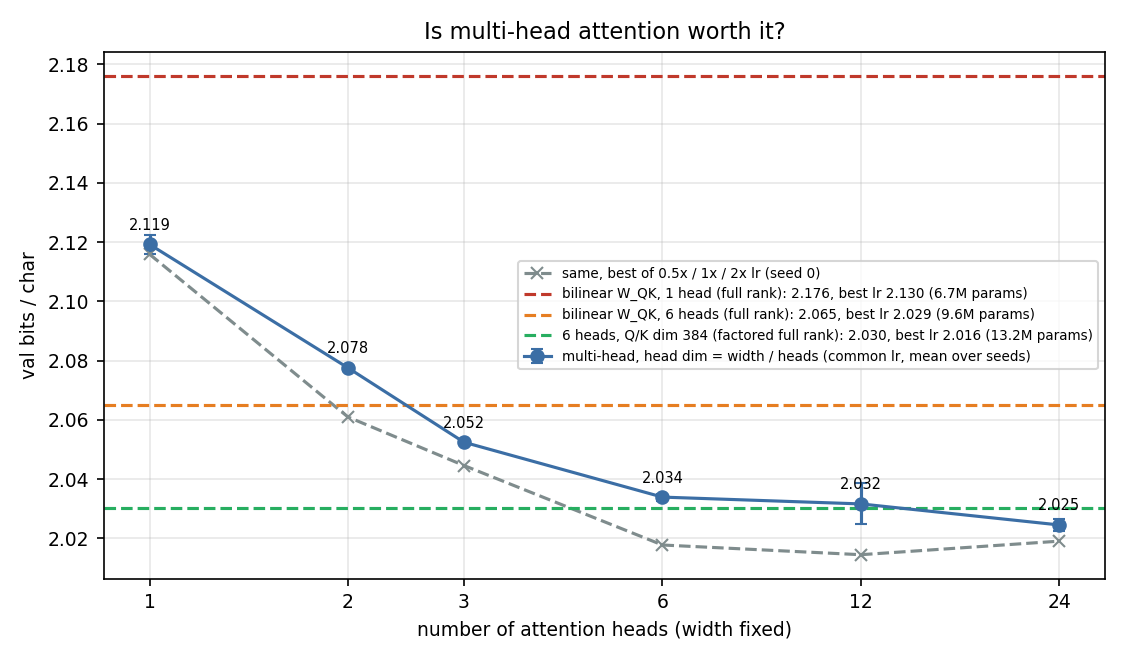 Is multi-head attention worth it?
val bits / char
2.18
2.16
2.14
2.12
2.10
2.08
2.06
2.04
2.02
2.119
2.078
2.052
2.034
2.032
2.025
same, best of 0.5x / 1x / 2x lr (seed 0)
bilinear W_QK, 1 head (full rank): 2.176, best lr 2.130 (6.7M params)
bilinear W_QK, 6 heads (full rank): 2.065, best lr 2.029 (9.6M params)
6 heads, Q/K dim 384 (factored full rank): 2.030, best lr 2.016 (13.2M params)
multi-head, head dim = width / heads (common lr, mean over seeds)
1 2 3 6 12 24
number of attention heads (width fixed)